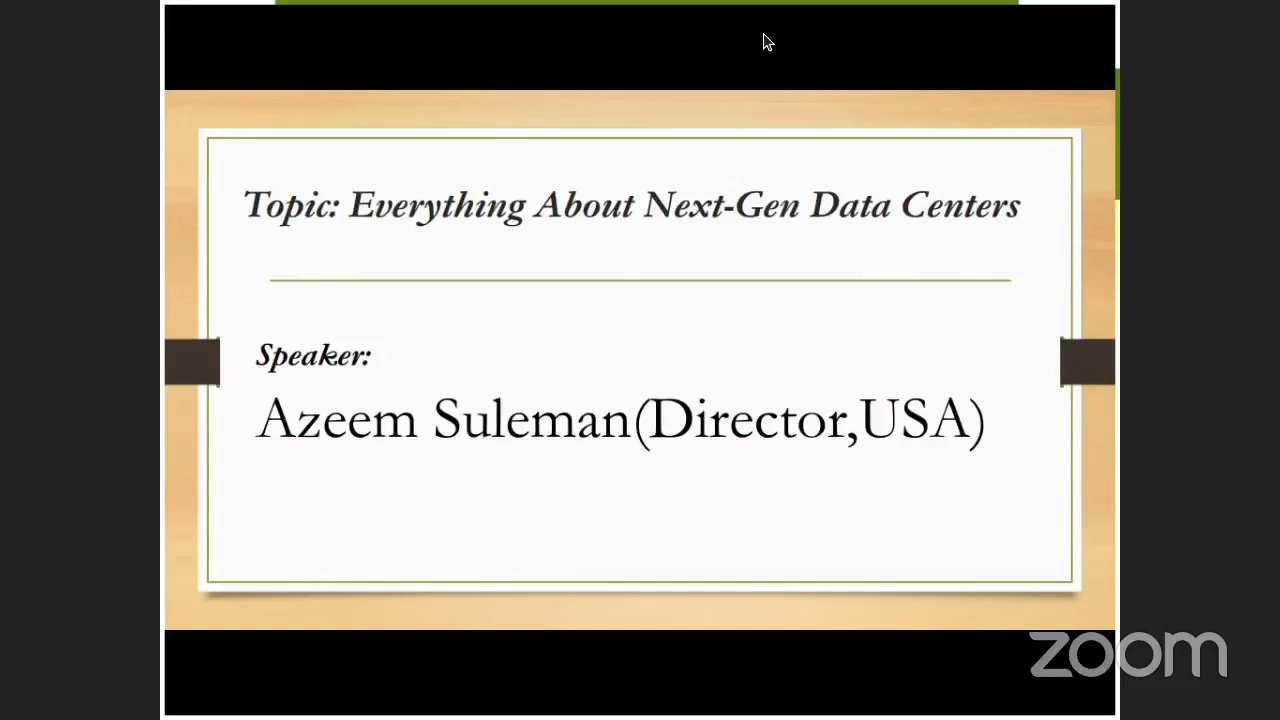 Topic: Everything About Next-Gen Data Centers
Speaker:
Azeem Suleman(Director,USA)
zoom